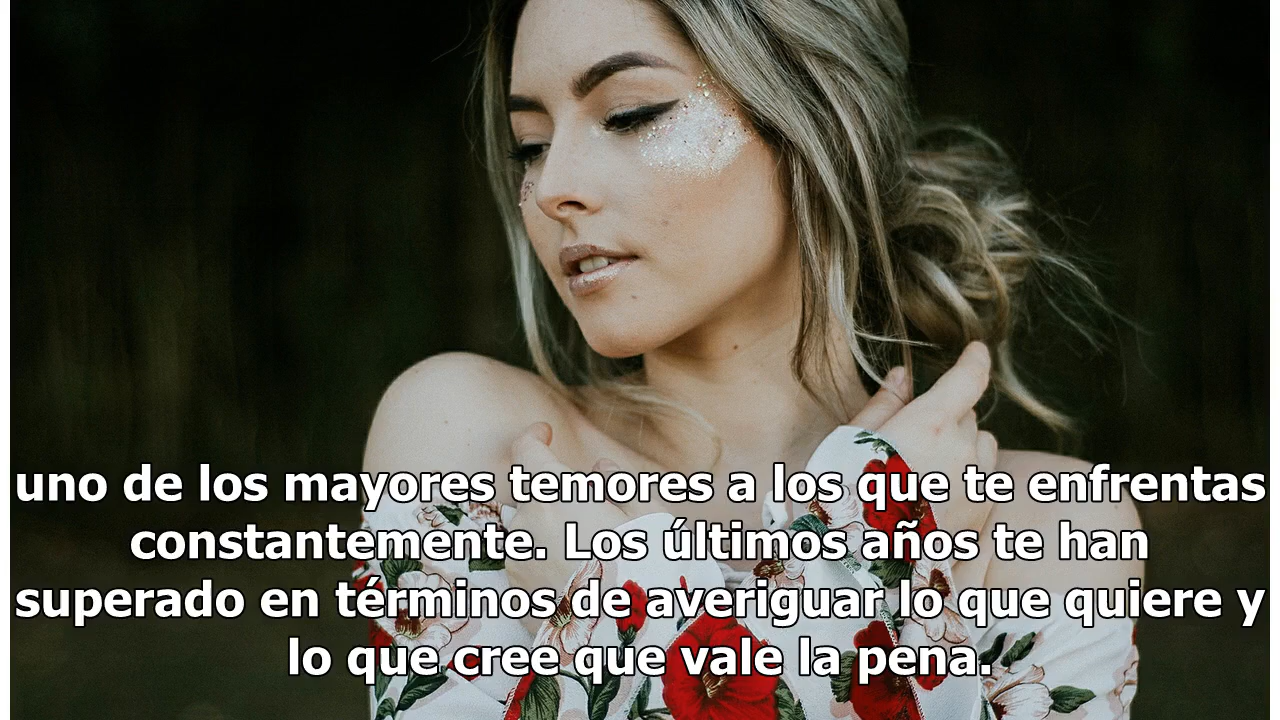 uno de los mayores temores a los que te enfrentas
constantemente. Los últimos años te han
superado en términos de averiguar lo que quiere y
lo que cree que vale la pena.